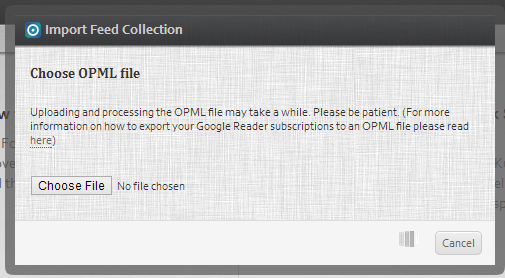 Import Feed Collection
Choose OPML file
Uploading and processing the OPML file may take a while. Please be patient. (For more
information on how to export your Google Reader subscriptions to an OPML file please read
here)
Choose File No file chosen
Cancel